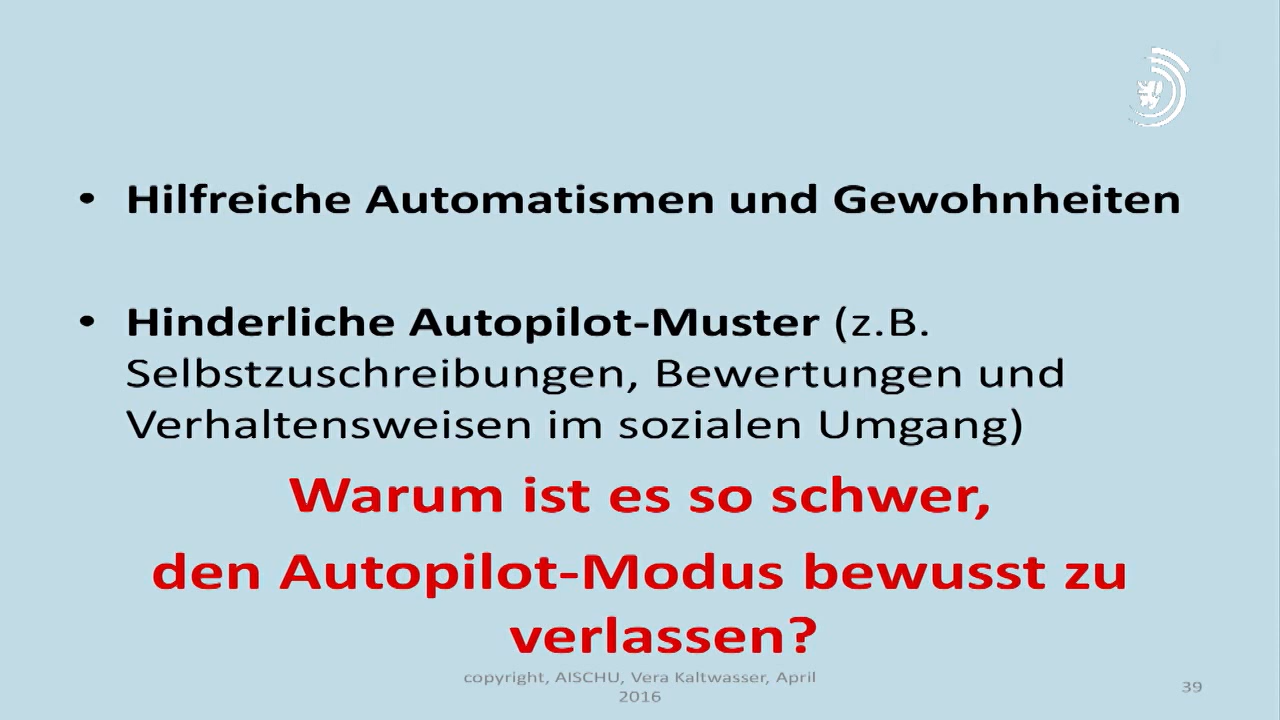 • Hilfreiche Automatismen und Gewohnheiten
• Hinderliche Autopilot-Muster (z.B.
Selbstzuschreibungen, Bewertungen und
Verhaltensweisen im sozialen Umgang)
Warum ist es so schwer,
den Autopilot-Modus bewusst zu
verlassen?
copyright, AISCHU, Vera Kaltwasser, April
2016
39